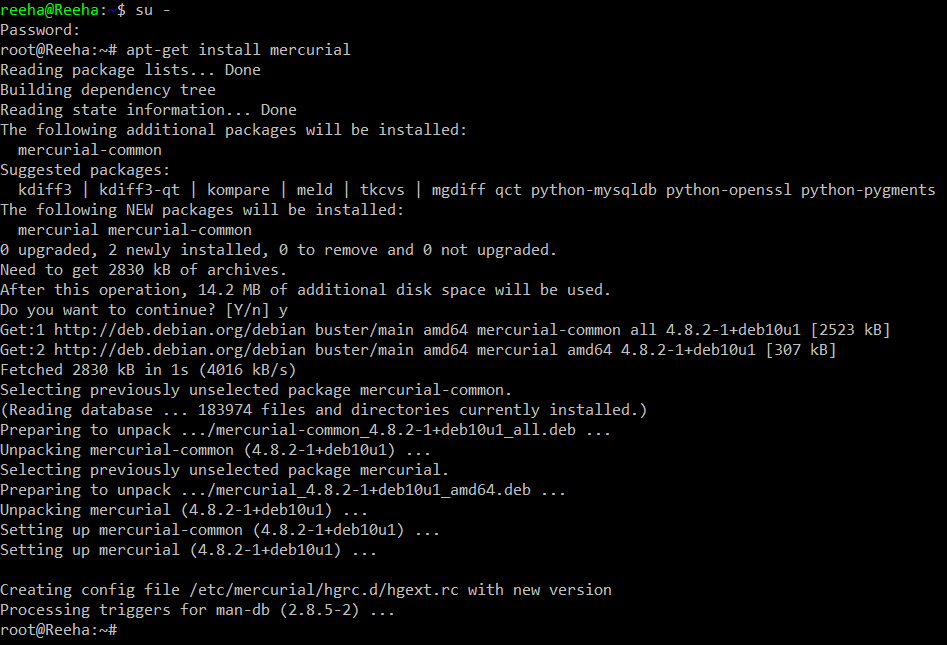 reeha@Reeha:~$ su -
Password:
root@Reeha:~# apt-get install mercurial
Reading package lists... Done
Building dependency tree
Reading state information... Done
The following additional packages will be installed:
  mercurial-common
Suggested packages:
  kdiff3 | kdiff3-qt | kompare | meld | tkcvs | mgdiff qct python-mysqldb python-openssl python-pygments
The following NEW packages will be installed:
  mercurial mercurial-common
0 upgraded, 2 newly installed, 0 to remove and 0 not upgraded.
Need to get 2830 kB of archives.
After this operation, 14.2 MB of additional disk space will be used.
Do you want to continue? [Y/n] y
Get:1 http://deb.debian.org/debian buster/main amd64 mercurial-common all 4.8.2-1+deb10u1 [2523 kB]
Get:2 http://deb.debian.org/debian buster/main amd64 mercurial amd64 4.8.2-1+deb10u1 [307 kB]
Fetched 2830 kB in 1s (4016 kB/s)
Selecting previously unselected package mercurial-common.
(Reading database ... 183974 files and directories currently installed.)
Preparing to unpack .../mercurial-common_4.8.2-1+deb10u1_all.deb ...
Unpacking mercurial-common (4.8.2-1+deb10u1) ...
Selecting previously unselected package mercurial.
Preparing to unpack .../mercurial_4.8.2-1+deb10u1_amd64.deb ...
Unpacking mercurial (4.8.2-1+deb10u1) ...
Setting up mercurial-common (4.8.2-1+deb10u1) ...
Setting up mercurial (4.8.2-1+deb10u1) ...

Creating config file /etc/mercurial/hgrc.d/hgext.rc with new version
Processing triggers for man-db (2.8.5-2) ...
root@Reeha:~#